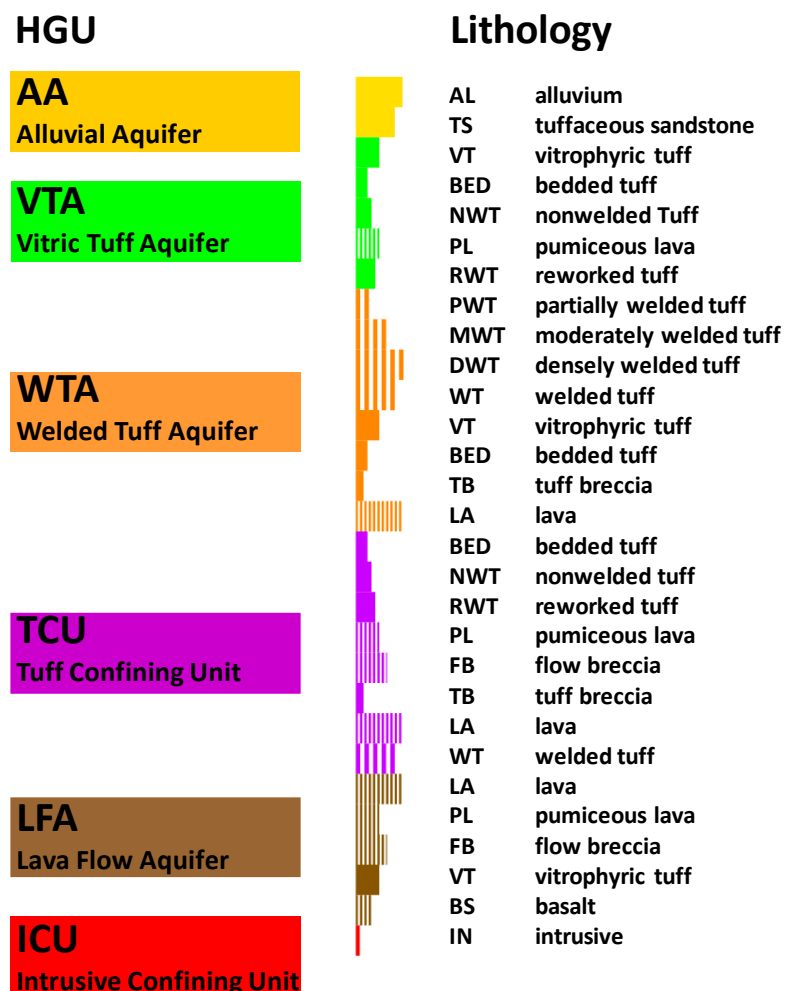 HGU
Lithology
AA
Alluvial Aquifer
VTA
Vitric Tuff Aquifer
WTA
Welded Tuff Aquifer
TCU
Tuff Confining Unit
LFA
Lava Flow Aquifer
ICU
Intrusive Confining Unit
AL alluvium
TS tuffaceous sandstone
VT vitrophyric tuff
BED bedded tuff
NWT nonwelded Tuff
PL pumiceous lava
RWT reworked tuff
PWT partially welded tuff
MWT moderately welded tuff
DWT densely welded tuff
WT welded tuff
VT vitrophyric tuff
BED bedded tuff
TB tuff breccia
LA lava
BED bedded tuff
NWT nonwelded tuff
RWT reworked tuff
PL pumiceous lava
FB flow breccia
TB tuff breccia
LA lava
WT welded tuff
LA lava
PL pumiceous lava
FB flow breccia
VT vitrophyric tuff
BS basalt
IN intrusive